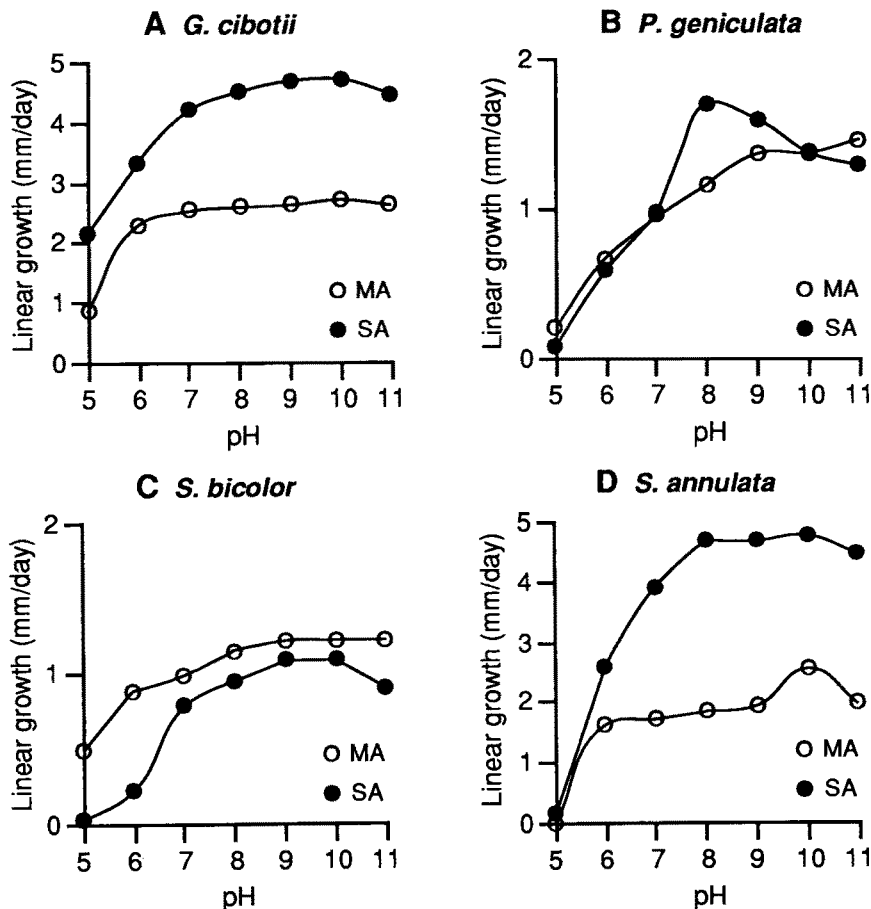 A G. cibotii
Linear growth (mm/day)
5
4
3
2
1
0
MA
SA
5 6 7 8 9 10 11
pH
B P. geniculata
Linear growth (mm/day)
2
1
0
MA
SA
5 6 7 8 9 10 11
pH
C S. bicolor
Linear growth (mm/day)
2
1
0
MA
SA
5 6 7 8 9 10 11
pH
D S. annulata
Linear growth (mm/day)
5
4
3
2
1
0
MA
SA
5 6 7 8 9 10 11
pH